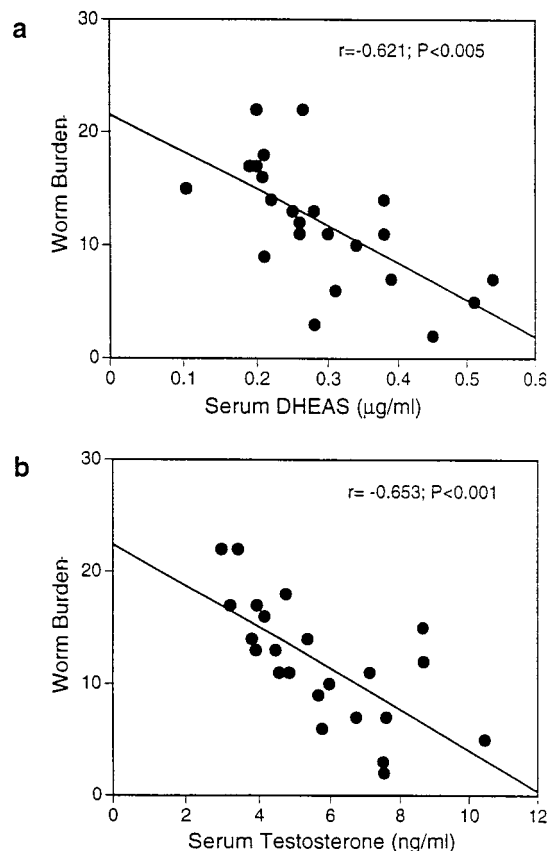 a
30
r=-0.621; P<0.005
20
Worm Burden
10
0
0 0.1 0.2 0.3 0.4 0.5 0.6
Serum DHEAS (µg/ml)
b
30
r= -0.653; P<0.001
20
Worm Burden
10
0
0 2 4 6 8 10 12
Serum Testosterone (ng/ml)